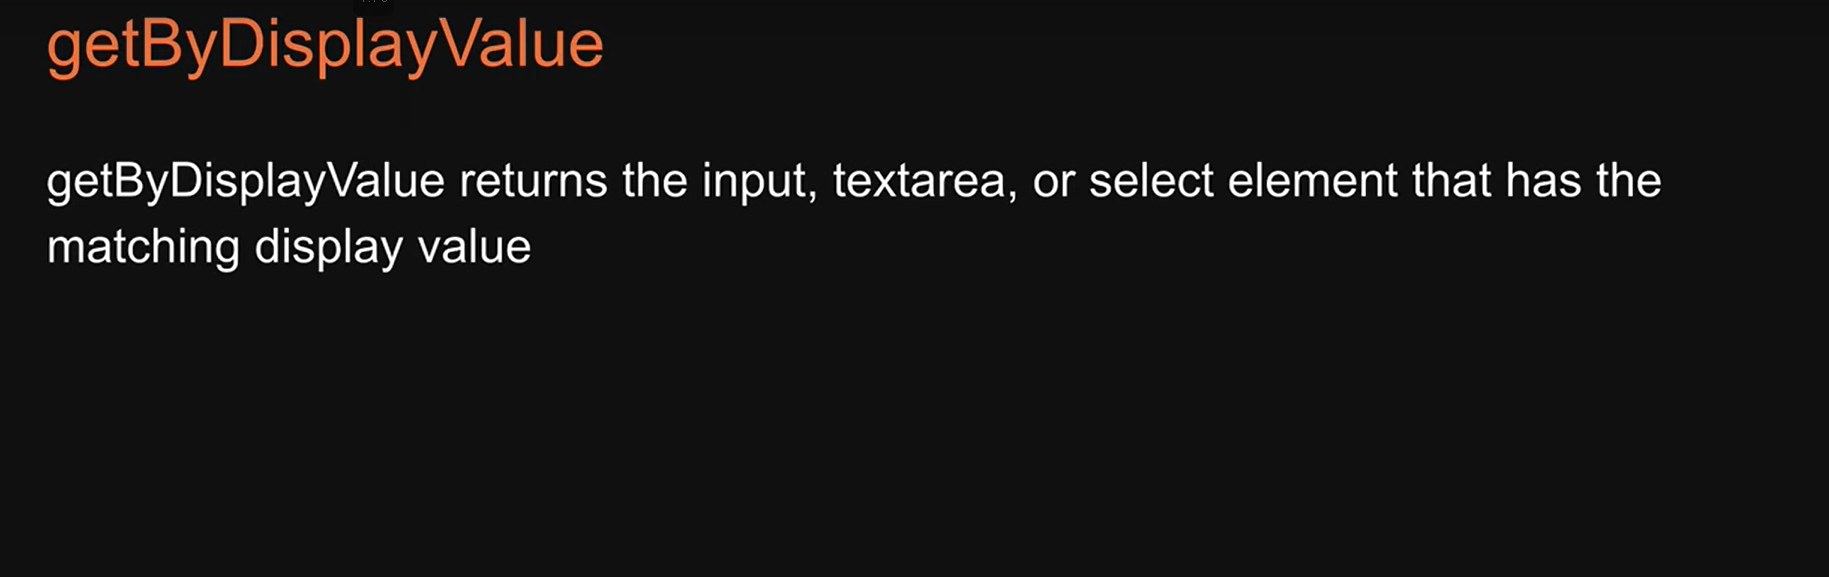 getByDisplayValue
getByDisplayValue returns the input, textarea, or select element that has the
matching display value